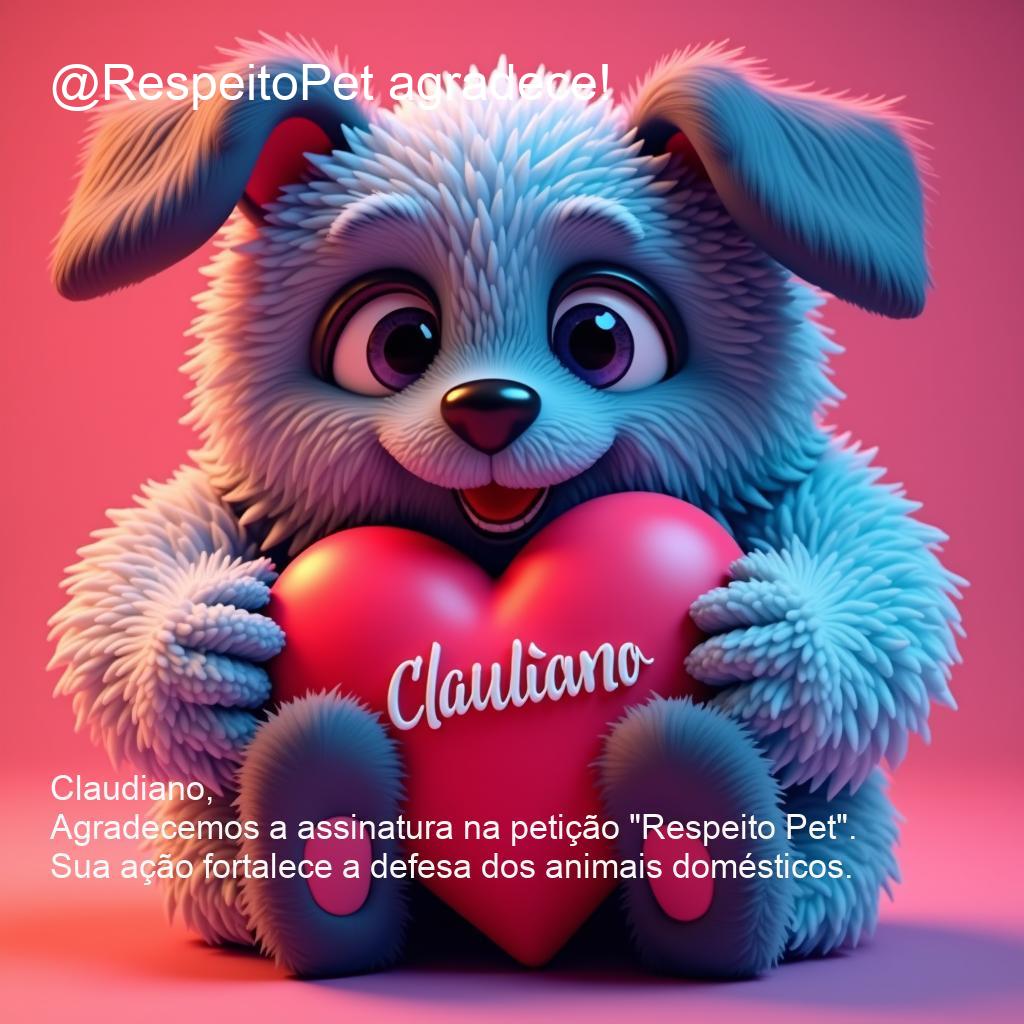 @RespeitoPet agradece!
Clauliano
Claudiano,
Agradecemos a assinatura na petição "Respeito Pet".
Sua ação fortalece a defesa dos animais domésticos.